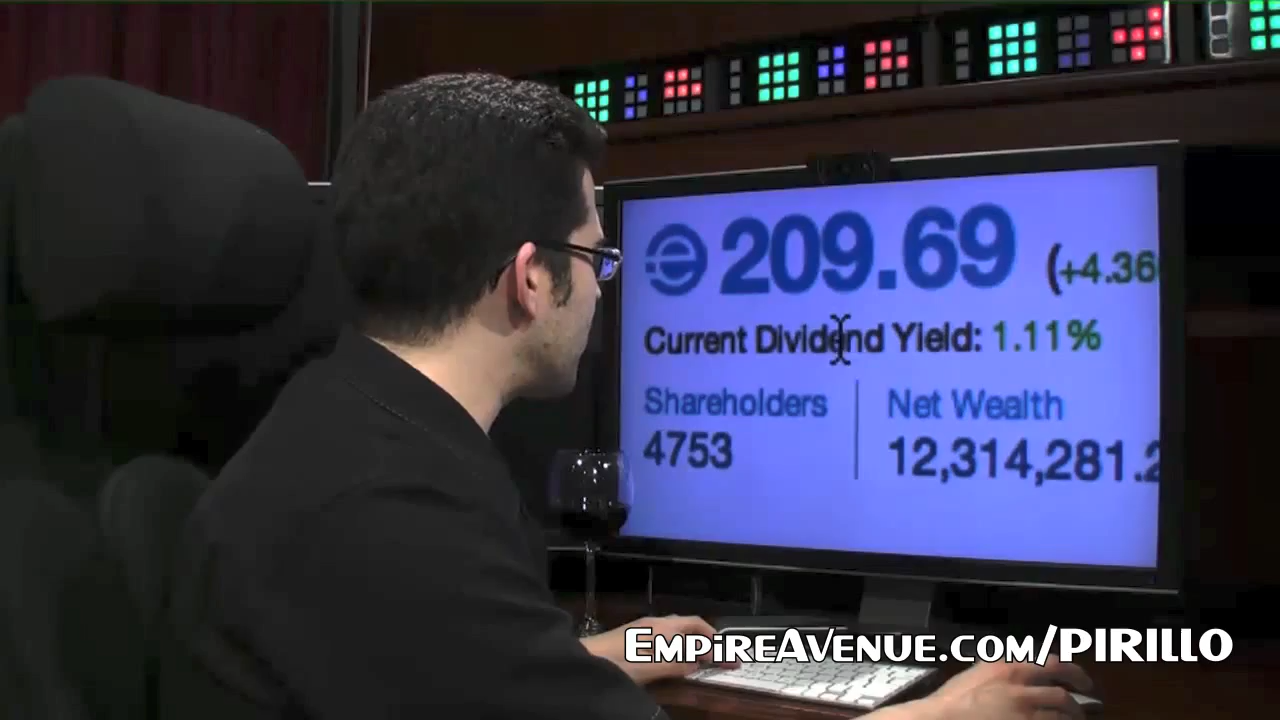 209.69 (+4.36
Current Dividend Yield: 1.11%
Shareholders
4753
Net Wealth
12,314,281.2
EmpireAvenue.com/PIRILLO